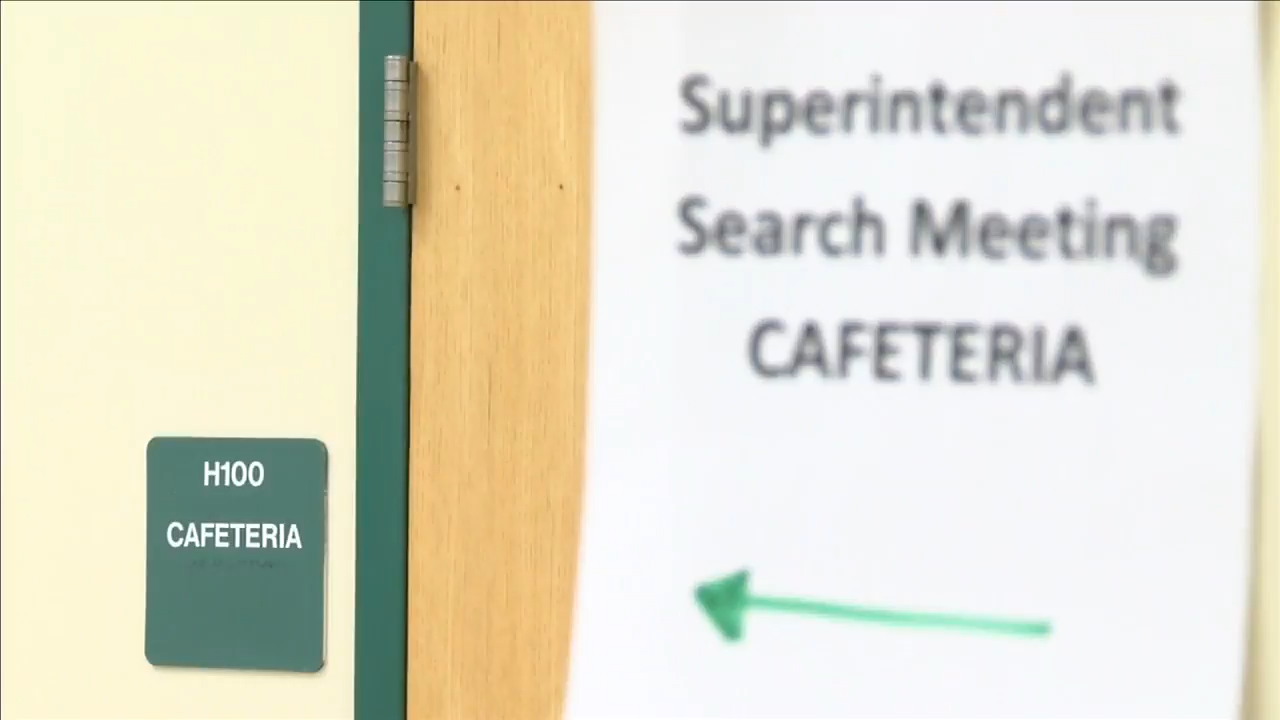 Superintendent
Search Meeting
CAFETERIA
H100
CAFETERIA